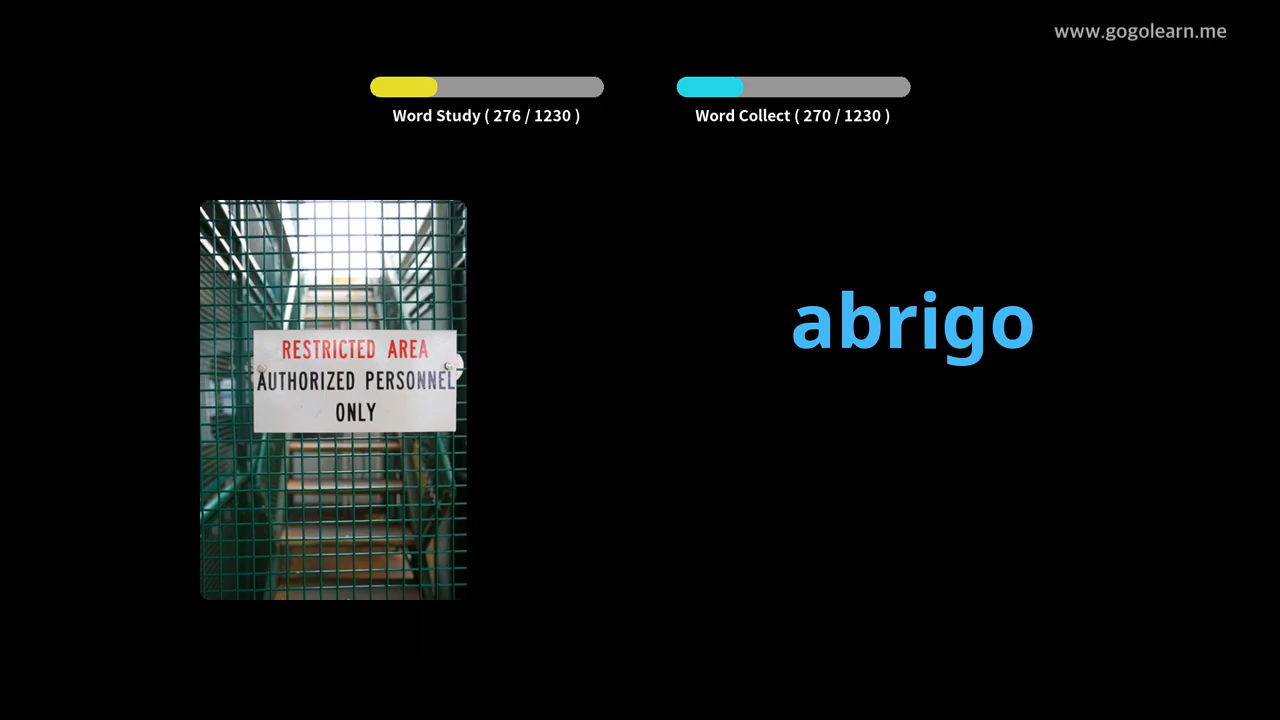 www.gogolearn.me
Word Study ( 276 / 1230 )
Word Collect ( 270 / 1230 )
RESTRICTED AREA
AUTHORIZED PERSONNEL
ONLY
abrigo